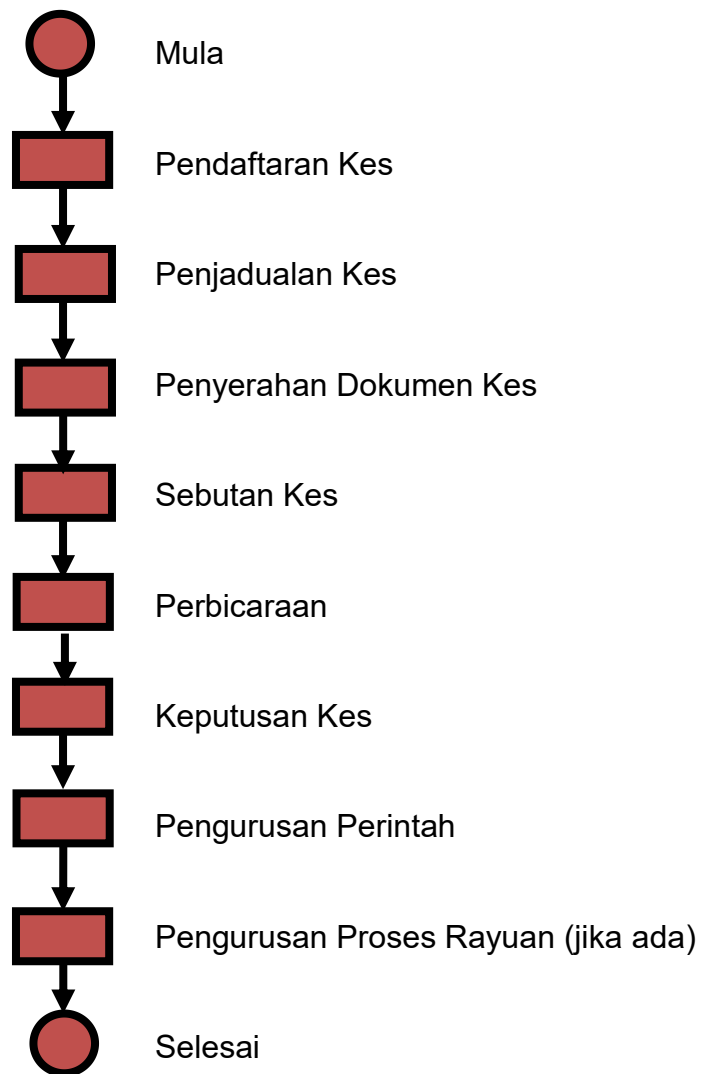 Mula
Pendaftaran Kes
Penjadualan Kes
Penyerahan Dokumen Kes
Sebutan Kes
Perbicaraan
Keputusan Kes
Pengurusan Perintah
Pengurusan Proses Rayuan (jika ada)
Selesai